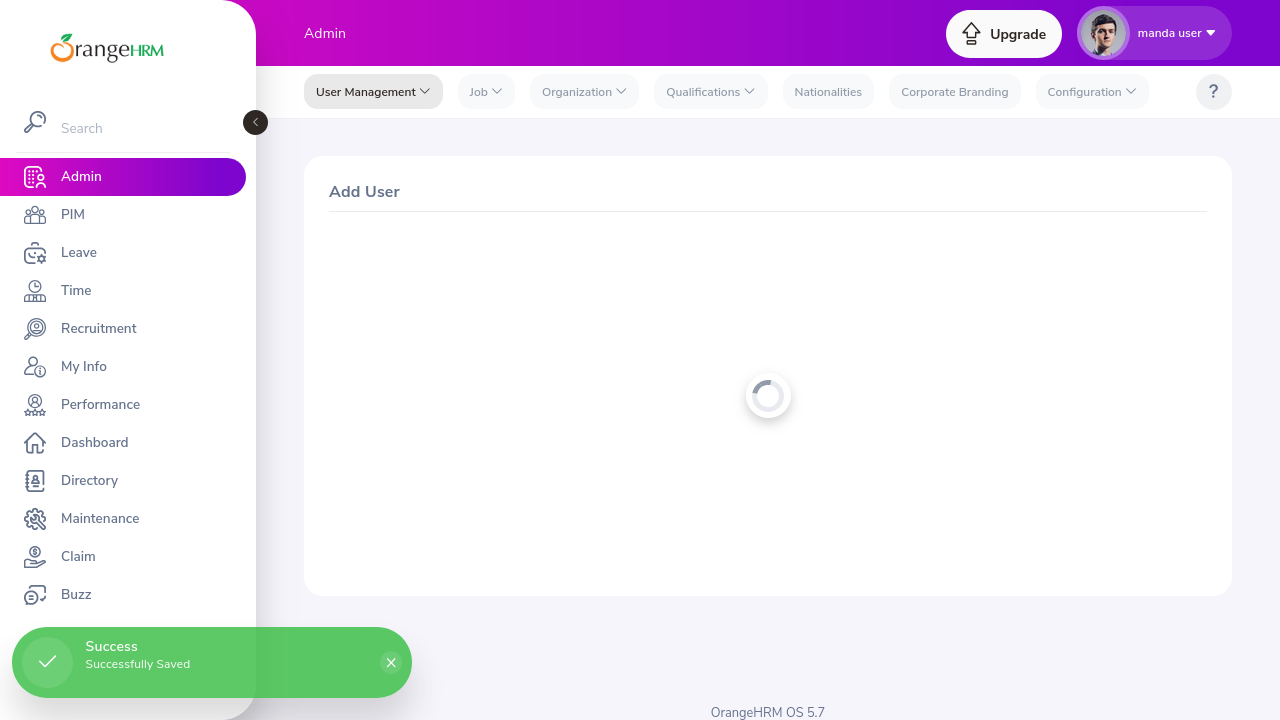 Admin
Upgrade
manda user
OrangeHRM
User Management
Job
Organization
Qualifications
Nationalities
Corporate Branding
Configuration
?
Search
Add User
Admin
PIM
Leave
Time
Recruitment
My Info
Performance
Dashboard
Directory
Maintenance
Claim
Buzz
Success
Successfully Saved
OrangeHRM OS 5.7